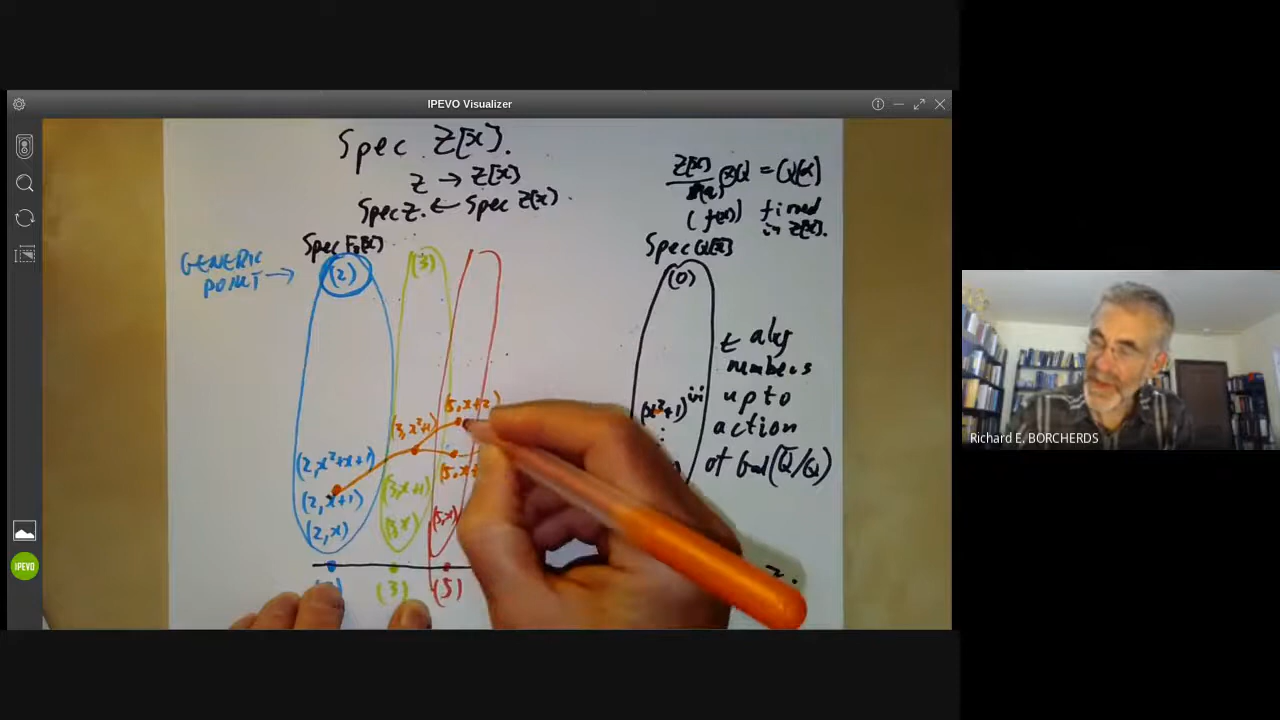 IPEVO Visualizer
Spec Z[x].
Z → Z[x]
Spec Z. ← Spec Z[x].
Z[x]
⊗Q = Q[α]
(f(x)) fixed
in Z[x].
Spec F₂[x]
Spec Q[x]
GENERIC
POINT →
(2)
(3)
(0)
← alg
numbers
up to
action
of Gal(Q̄/Q)
(x²+1)
(5, x+2)
(3, x²+1)
(2, x²+x+1)
(2, x+1)
(3, x+1)
(2, x)
(3, x)
(5, x)
(3)
(5)
Richard E. BORCHERDS
IPEVO